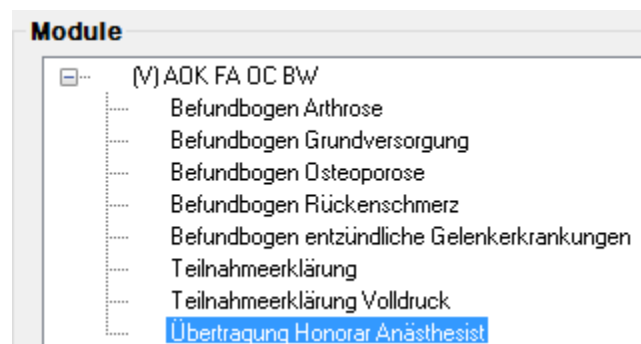 Module
(V) AOK FA OC BW
Befundbogen Arthrose
Befundbogen Grundversorgung
Befundbogen Osteoporose
Befundbogen Rückenschmerz
Befundbogen entzündliche Gelenkerkrankungen
Teilnahmeerklärung
Teilnahmeerklärung Volldruck
Übertragung Honorar Anästhesist